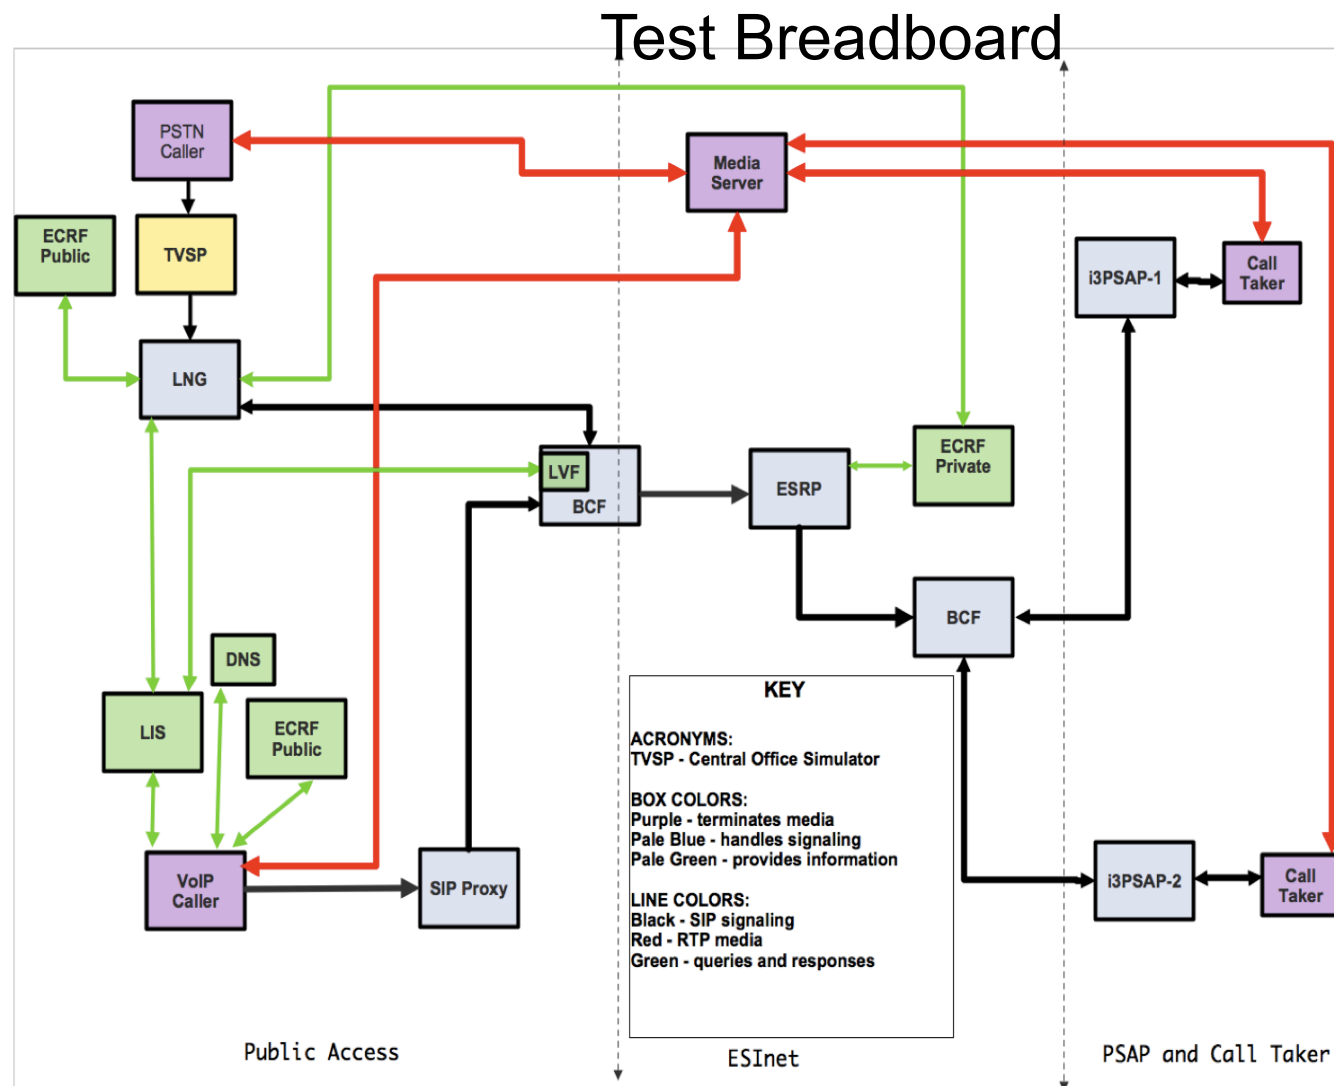 Test Breadboard
PSTN
Caller
Media
Server
ECRF
Public
TVSP
i3PSAP-1
Call
Taker
LNG
ECRF
Private
LVF
BCF
ESRP
BCF
DNS
LIS
ECRF
Public
VoIP
Caller
SIP Proxy
i3PSAP-2
Call
Taker
KEY
ACRONYMS:
TVSP - Central Office Simulator
BOX COLORS:
Purple - terminates media
Pale Blue - handles signaling
Pale Green - provides information
LINE COLORS:
Black - SIP signaling
Red - RTP media
Green - queries and responses
Public Access
ESInet
PSAP and Call Taker